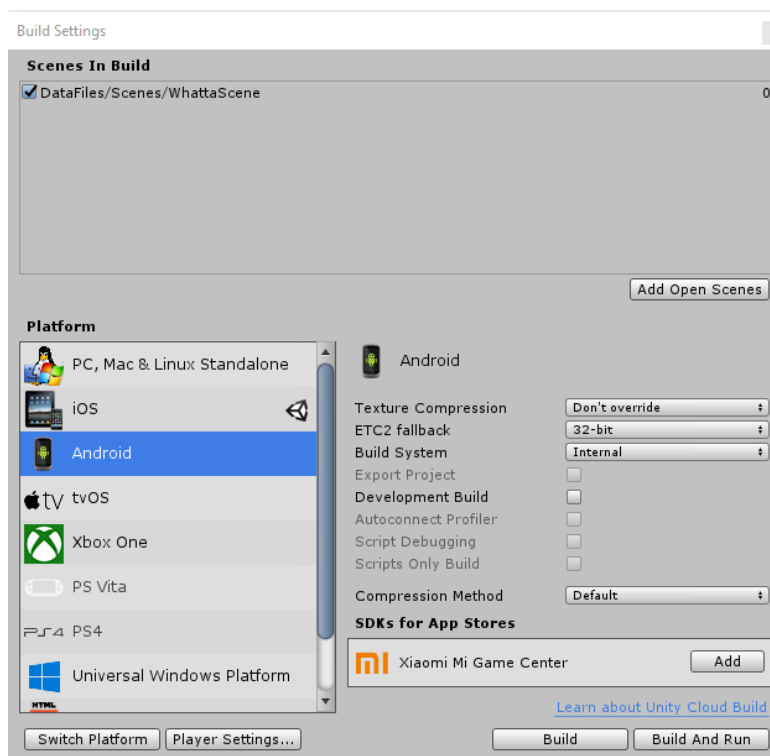 Build Settings
Scenes In Build
DataFiles/Scenes/WhattaScene 0
Add Open Scenes
Platform
PC, Mac & Linux Standalone
iOS
Android
tv tvOS
Xbox One
PS Vita
PS4 PS4
Universal Windows Platform
HTML
Switch Platform
Player Settings...
Android
Texture Compression Don't override
ETC2 fallback 32-bit
Build System Internal
Export Project
Development Build
Autoconnect Profiler
Script Debugging
Scripts Only Build
Compression Method Default
SDKs for App Stores
mi Xiaomi Mi Game Center Add
Learn about Unity Cloud Build
Build
Build And Run